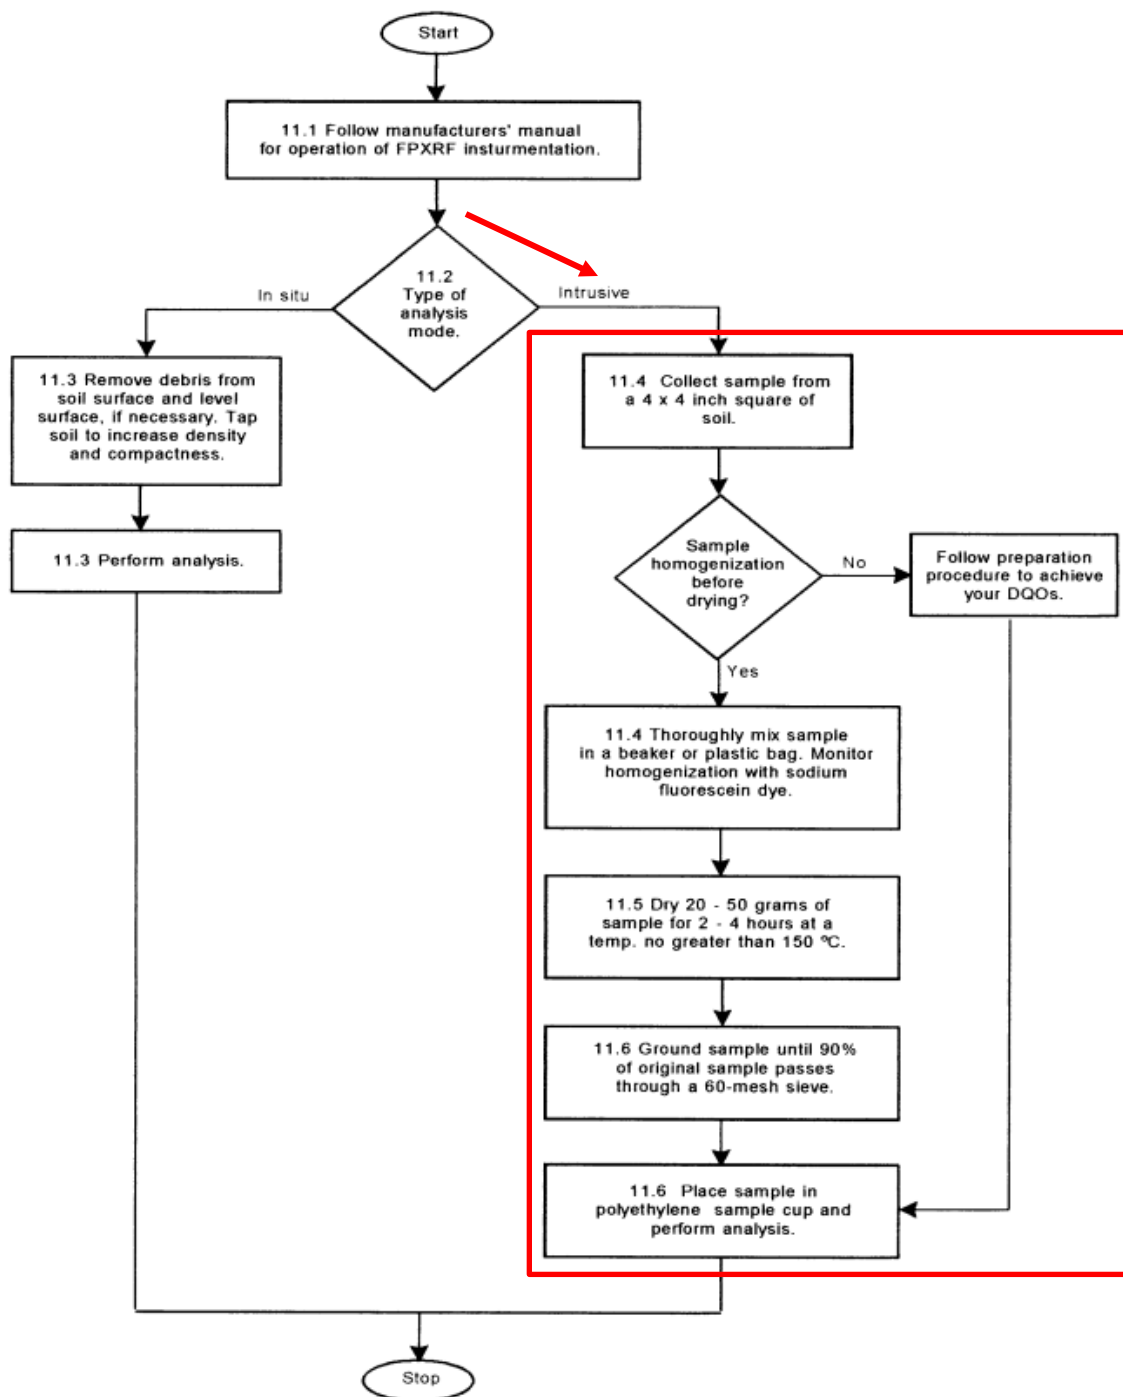 Start
11.1 Follow manufacturers' manual
for operation of FPXRF insturmentation.
11.2
Type of
analysis
mode.
In situ
Intrusive
11.3 Remove debris from
soil surface and level
surface, if necessary. Tap
soil to increase density
and compactness.
11.3 Perform analysis.
11.4 Collect sample from
a 4 x 4 inch square of
soil.
Sample
homogenization
before
drying?
No
Follow preparation
procedure to achieve
your DQOs.
Yes
11.4 Thoroughly mix sample
in a beaker or plastic bag. Monitor
homogenization with sodium
fluorescein dye.
11.5 Dry 20 - 50 grams of
sample for 2 - 4 hours at a
temp. no greater than 150 ºC.
11.6 Ground sample until 90%
of original sample passes
through a 60-mesh sieve.
11.6 Place sample in
polyethylene sample cup and
perform analysis.
Stop